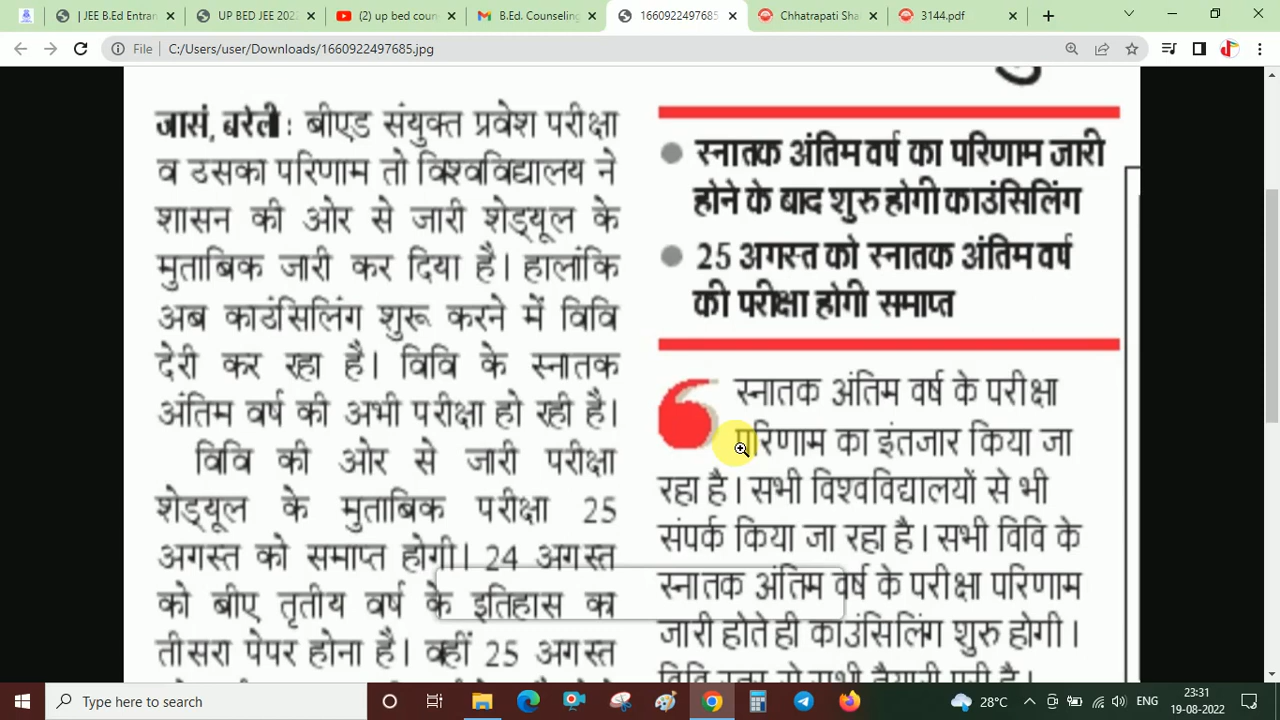 JEE B.Ed Entran
UP BED JEE 2022
(2) up bed coun
B.Ed. Counseling
1660922497685
Chhatrapati Sha
3144.pdf
File
C:/Users/user/Downloads/1660922497685.jpg
जासं, बरेली : बीएड संयुक्त प्रवेश परीक्षा
व उसका परिणाम तो विश्वविद्यालय ने
शासन की ओर से जारी शेड्यूल के
मुताबिक जारी कर दिया है। हालांकि
अब काउंसिलिंग शुरू करने में विवि
देरी कर रहा है। विवि के स्नातक
अंतिम वर्ष की अभी परीक्षा हो रही है।
विवि की ओर से जारी परीक्षा
शेड्यूल के मुताबिक परीक्षा 25
अगस्त को समाप्त होगी। 24 अगस्त
को बीए तृतीय वर्ष के इतिहास का
तीसरा पेपर होना है। वहीं 25 अगस्त
स्नातक अंतिम वर्ष का परिणाम जारी
होने के बाद शुरु होगी काउंसिलिंग
25 अगस्त को स्नातक अंतिम वर्ष
की परीक्षा होगी समाप्त
स्नातक अंतिम वर्ष के परीक्षा
परिणाम का इंतजार किया जा
रहा है। सभी विश्वविद्यालयों से भी
संपर्क किया जा रहा है। सभी विवि के
स्नातक अंतिम वर्ष के परीक्षा परिणाम
जारी होते ही काउंसिलिंग शुरु होगी।
Type here to search
28°C
ENG
23:31
19-08-2022